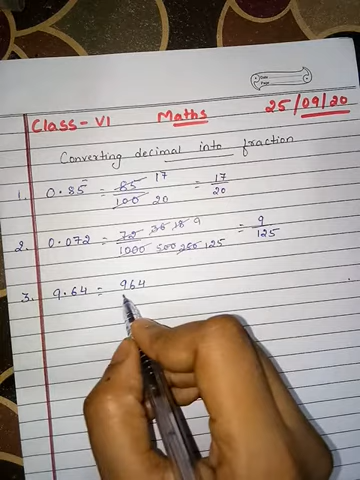 Date
Page
25/09/20
Class - VI Maths
Converting decimal into fraction
1. 0.85 = 85/100 17/20 = 17/20
2. 0.072 = 72/1000 36/500 18/250 9/125 = 9/125
3. 9.64 = 964